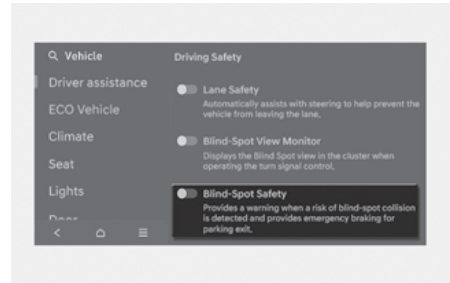 Vehicle
Driver assistance
ECO Vehicle
Climate
Seat
Lights
Door
Driving Safety
Lane Safety
Automatically assists with steering to help prevent the
vehicle from leaving the lane.
Blind-Spot View Monitor
Displays the Blind Spot view in the cluster when
operating the turn signal control.
Blind-Spot Safety
Provides a warning when a risk of blind-spot collision
is detected and provides emergency braking for
parking exit.